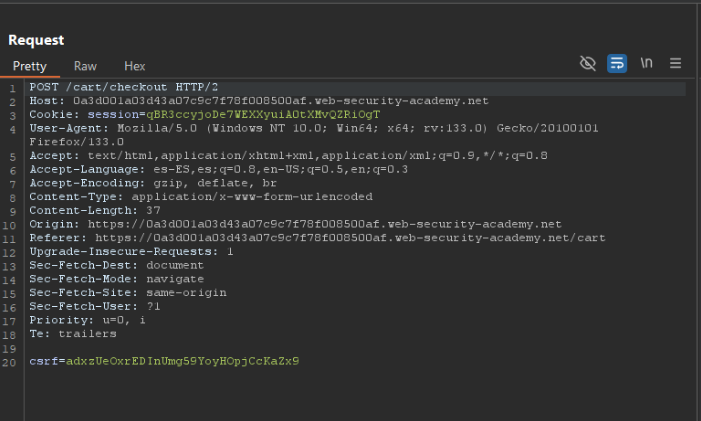 Request
Pretty Raw Hex \n
1 POST /cart/checkout HTTP/2
2 Host: 0a3d001a03d43a07c9c7f78f008500af.web-security-academy.net
3 Cookie: session=qBR3ccyjoDe7WEXXyuiAOtXMvQZRiOgT
4 User-Agent: Mozilla/5.0 (Windows NT 10.0; Win64; x64; rv:133.0) Gecko/20100101
Firefox/133.0
5 Accept: text/html,application/xhtml+xml,application/xml;q=0.9,*/*;q=0.8
6 Accept-Language: es-ES,es;q=0.8,en-US;q=0.5,en;q=0.3
7 Accept-Encoding: gzip, deflate, br
8 Content-Type: application/x-www-form-urlencoded
9 Content-Length: 37
10 Origin: https://0a3d001a03d43a07c9c7f78f008500af.web-security-academy.net
11 Referer: https://0a3d001a03d43a07c9c7f78f008500af.web-security-academy.net/cart
12 Upgrade-Insecure-Requests: 1
13 Sec-Fetch-Dest: document
14 Sec-Fetch-Mode: navigate
15 Sec-Fetch-Site: same-origin
16 Sec-Fetch-User: ?1
17 Priority: u=0, i
18 Te: trailers
19
20 csrf=adxzUeOxrEDInUmg59YoyHOpjCcKaZx9